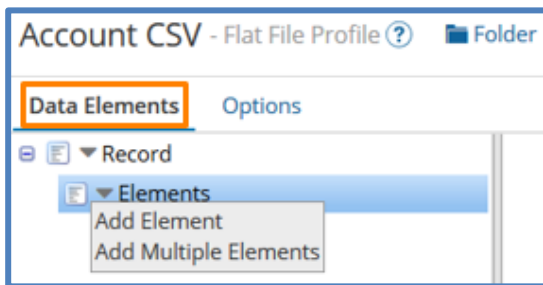 Account CSV - Flat File Profile ? Folder
Data Elements Options
Record
Elements
Add Element
Add Multiple Elements